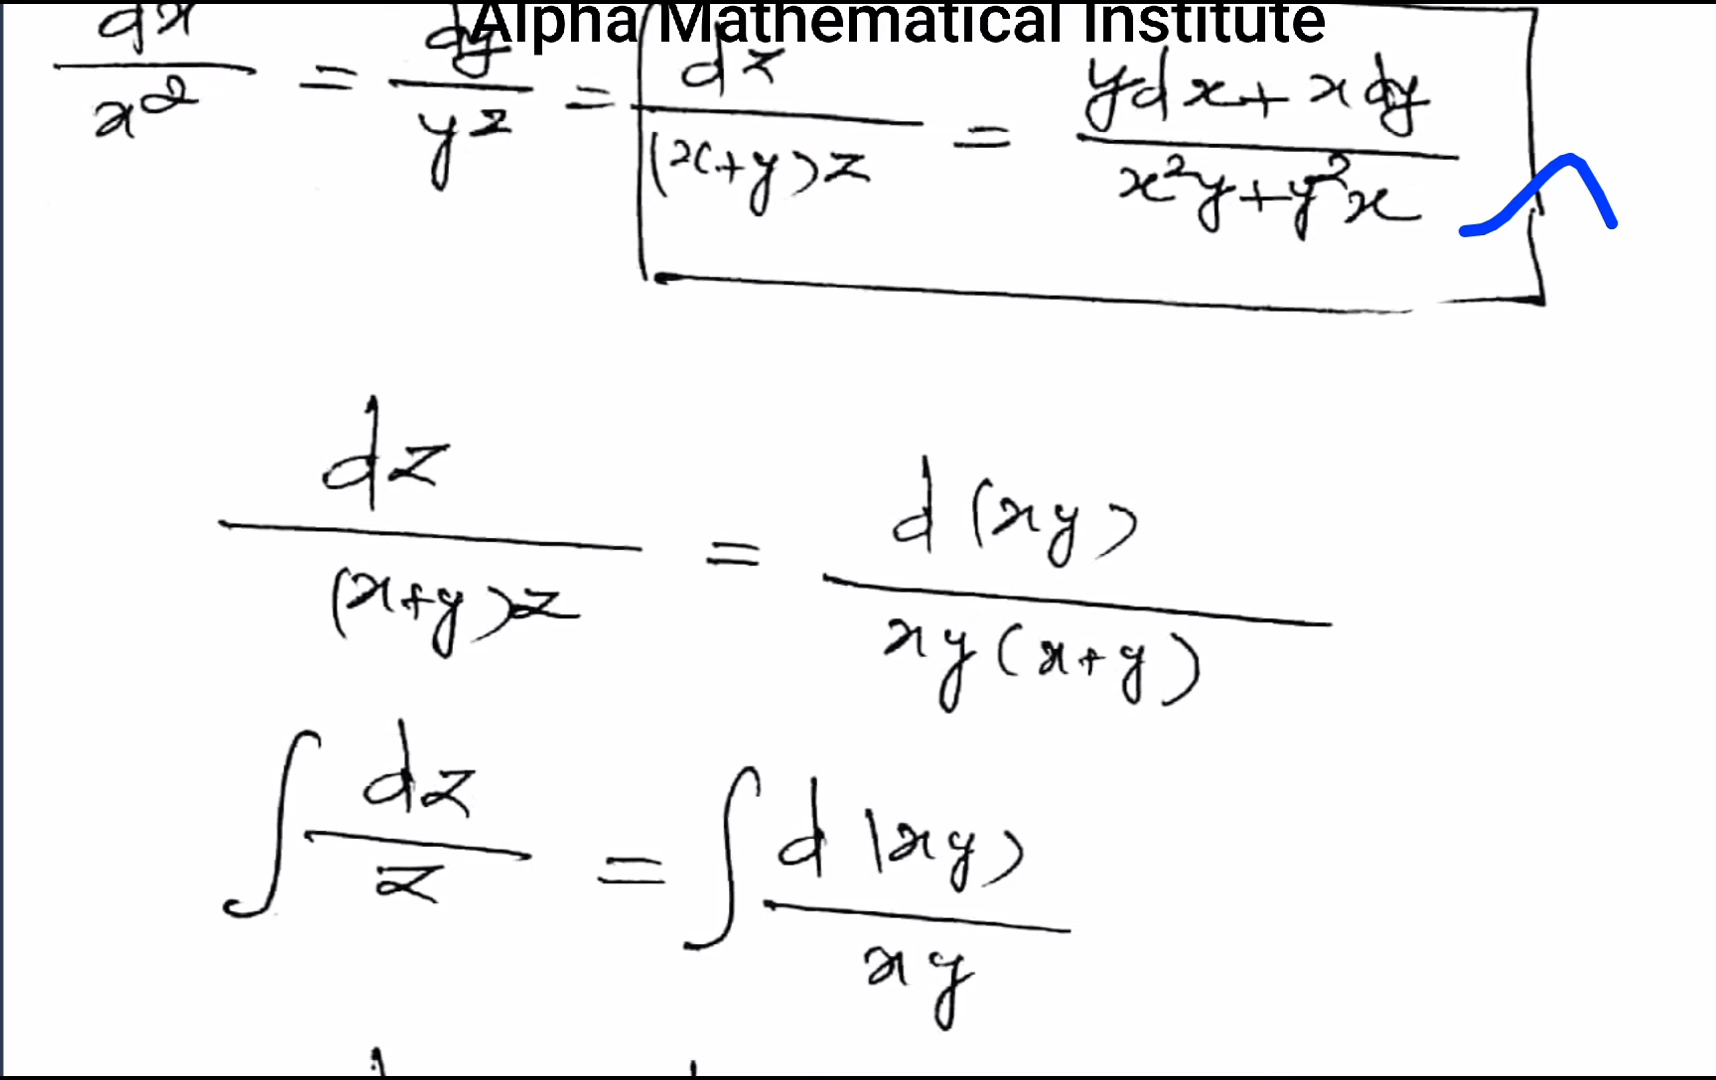 Alpha Mathematical Institute
dx/x² = dy/y² = dz/(x+y)z = ydx+xdy/x²y+y²x
dz/(x+y)z = d(xy)/xy(x+y)
∫dz/z = ∫d(xy)/xy